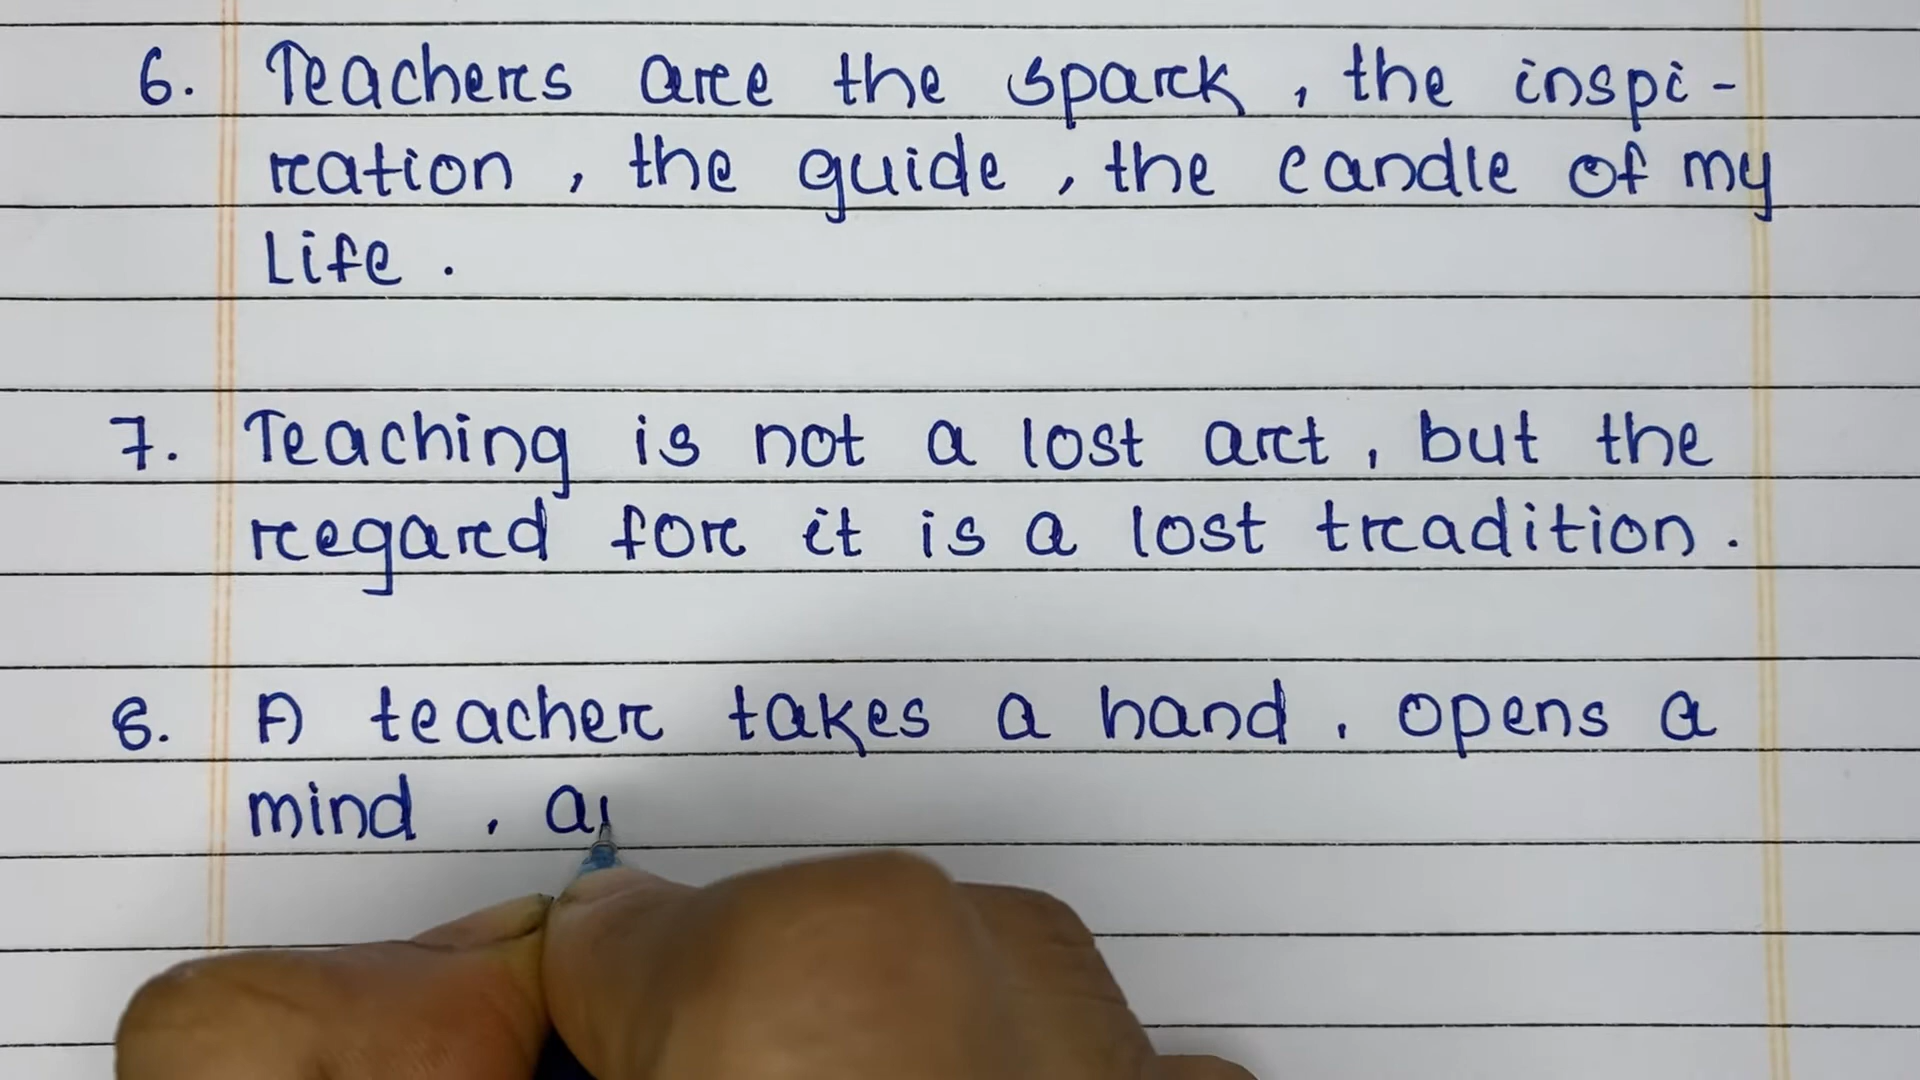 6. Teachers are the spark, the inspi-
ration, the guide, the candle of my
Life.
7. Teaching is not a lost art, but the
regard for it is a lost tradition.
8. A teacher takes a hand, opens a
mind,